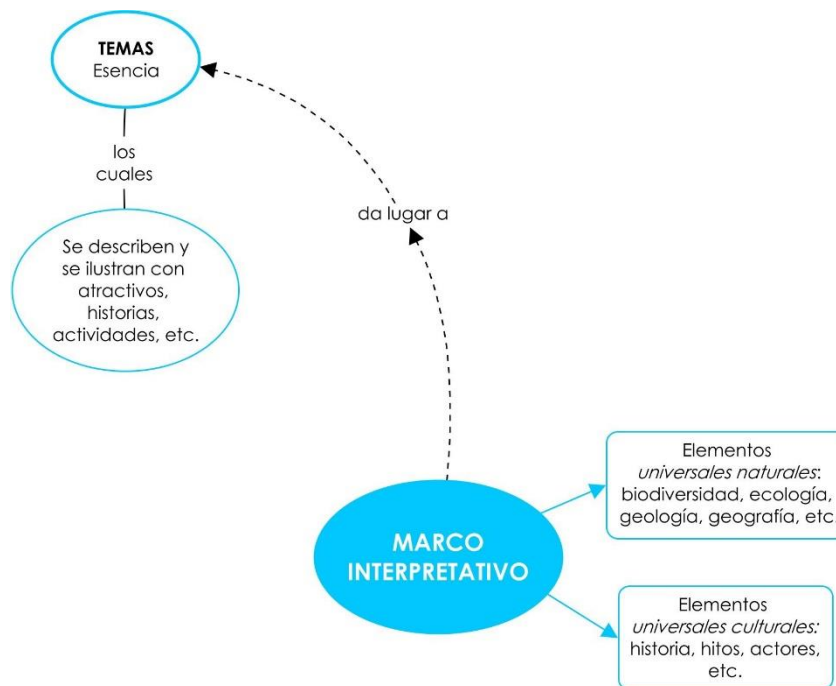 TEMAS
Esencia
los
cuales
Se describen y
se ilustran con
atractivos,
historias,
actividades, etc.
da lugar a
MARCO
INTERPRETATIVO
Elementos
universales naturales:
biodiversidad, ecología,
geología, geografía, etc.
Elementos
universales culturales:
historia, hitos, actores,
etc.